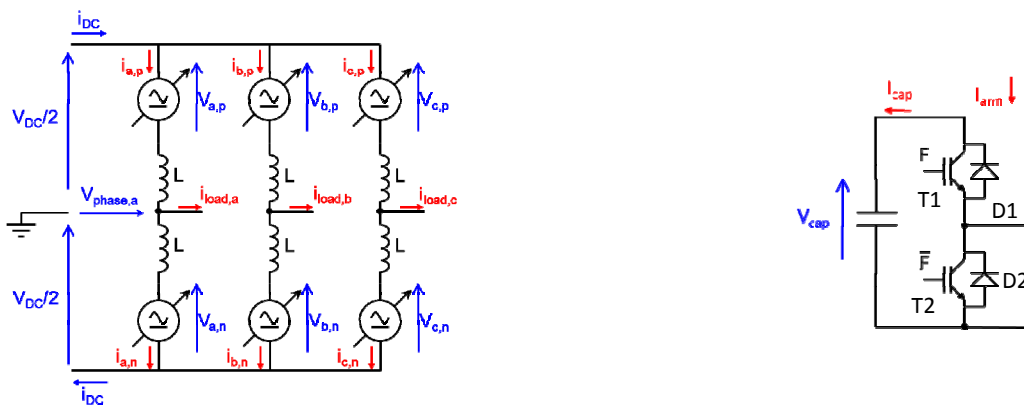 iDC
ia,p
ib,p
ic,p
VDC/2
Va,p
Vb,p
Vc,p
L
L
L
Vphase,a
iload,a
iload,b
iload,c
L
L
L
VDC/2
Va,n
Vb,n
Vc,n
ia,n
ib,n
ic,n
iDC
Icap
Iarm
F
T1
D1
Vcap
F̅
D2
T2